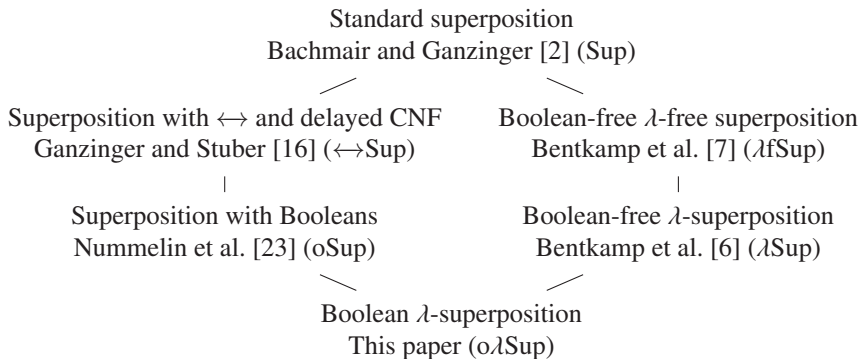 Standard superposition
Bachmair and Ganzinger [2] (Sup)
Superposition with ↔ and delayed CNF
Ganzinger and Stuber [16] (↔Sup)
Boolean-free λ-free superposition
Bentkamp et al. [7] (λfSup)
Superposition with Booleans
Nummelin et al. [23] (oSup)
Boolean-free λ-superposition
Bentkamp et al. [6] (λSup)
Boolean λ-superposition
This paper (oλSup)